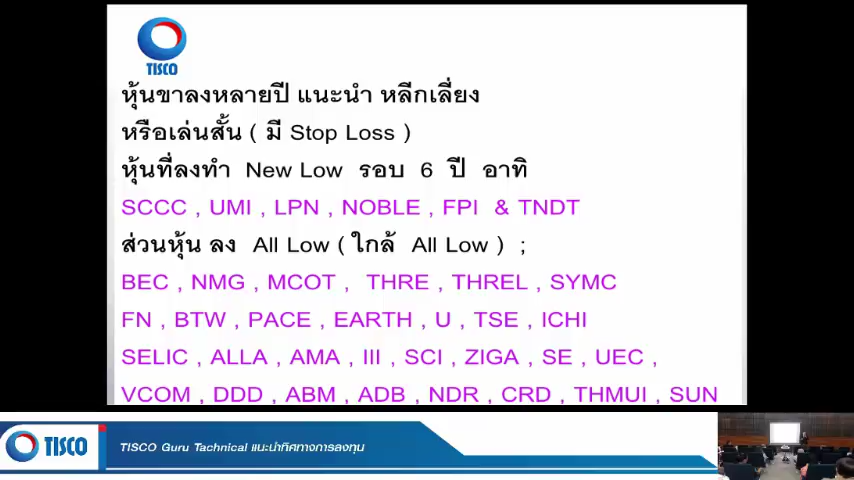 TISCO
หุ้นขาลงหลายปี แนะนำ หลีกเลี่ยง
หรือเล่นสั้น ( มี Stop Loss )
หุ้นที่ลงทำ New Low รอบ 6 ปี อาทิ
SCCC , UMI , LPN , NOBLE , FPI & TNDT
ส่วนหุ้น ลง All Low ( ใกล้ All Low ) ;
BEC , NMG , MCOT , THRE , THREL , SYMC
FN , BTW , PACE , EARTH , U , TSE , ICHI
SELIC , ALLA , AMA , III , SCI , ZIGA , SE , UEC ,
VCOM , DDD , ABM , ADB , NDR , CRD , THMUI , SUN
TISCO
TISCO Guru Tachnical แนะนำทิศทางการลงทุน